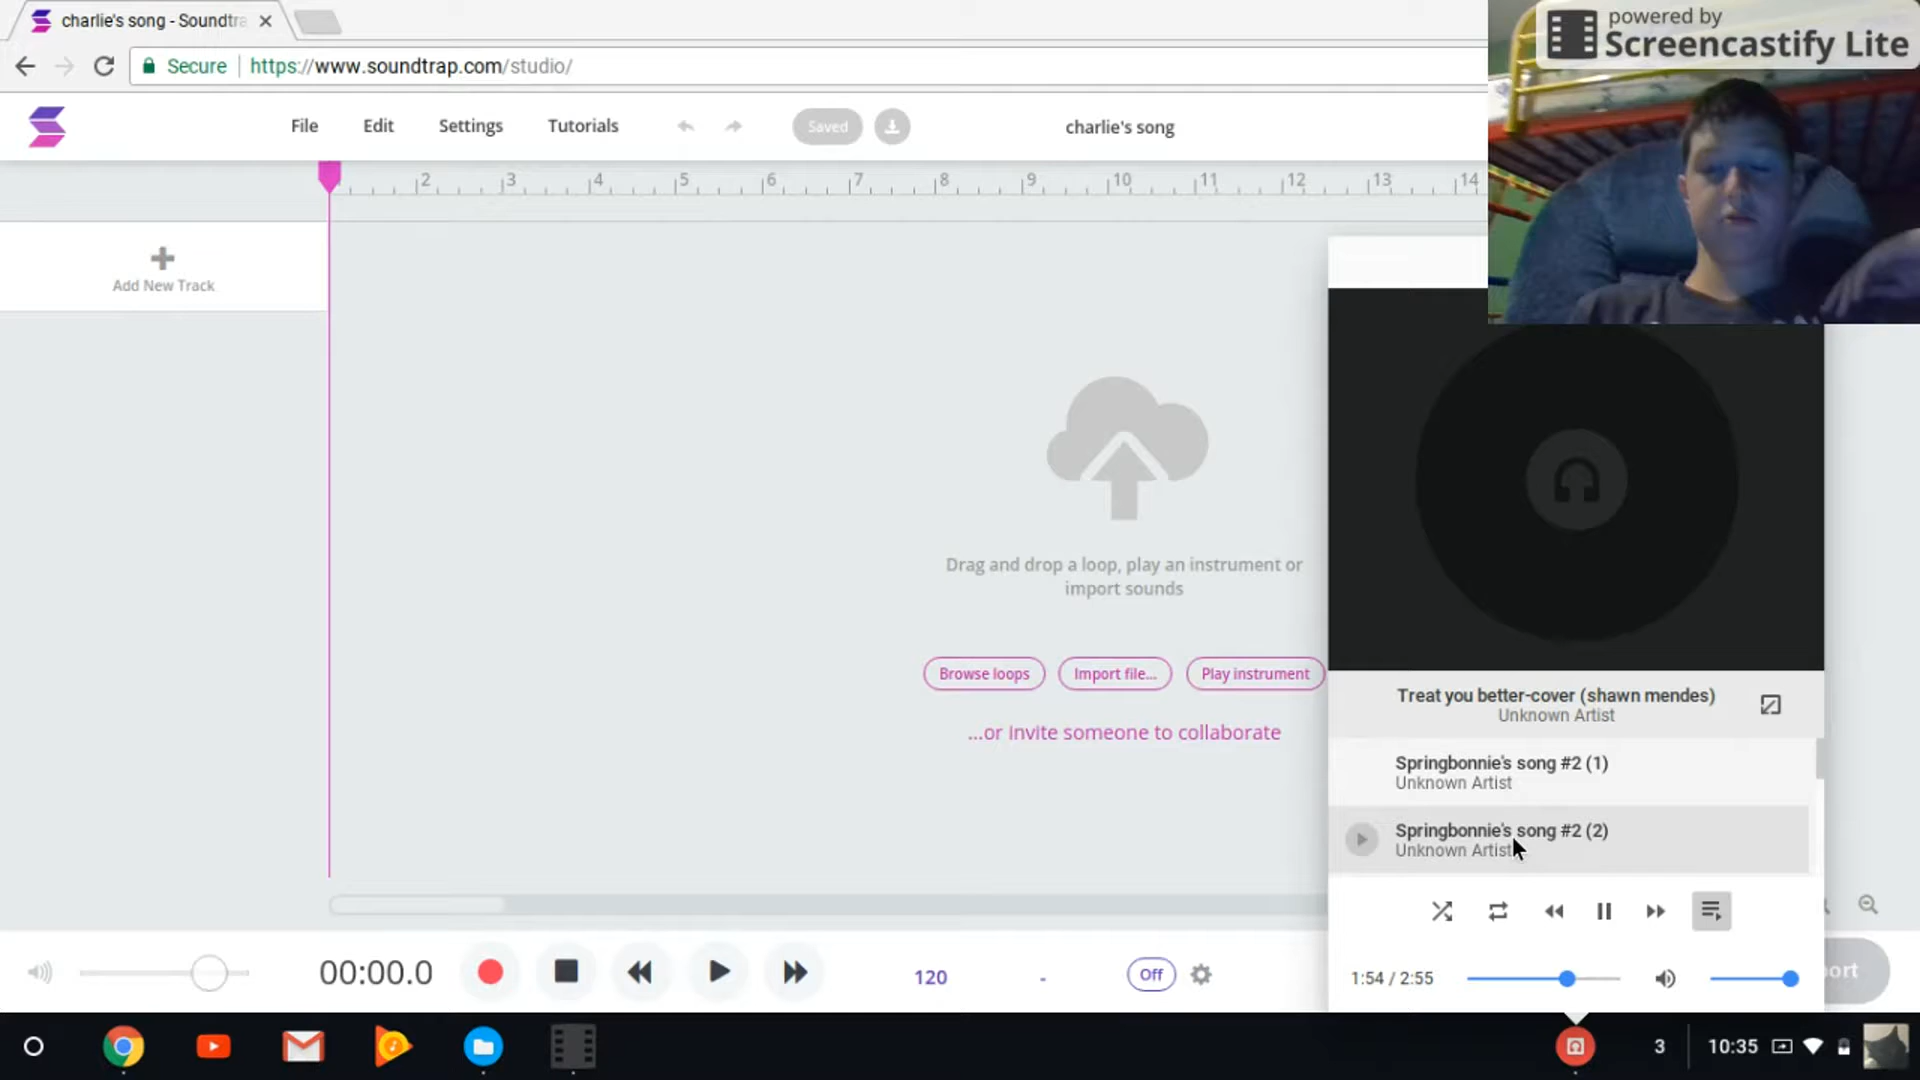 charlie's song - Soundtra
powered by
Screencastify Lite
Secure
https://www.soundtrap.com/studio/
File
Edit
Settings
Tutorials
Saved
charlie's song
2
3
4
5
6
7
8
9
10
11
12
13
14
Add New Track
Drag and drop a loop, play an instrument or
import sounds
Browse loops
Import file...
Play instrument
...or invite someone to collaborate
Treat you better-cover (shawn mendes)
Unknown Artist
Springbonnie's song #2 (1)
Unknown Artist
Springbonnie's song #2 (2)
Unknown Artist
00:00.0
120
-
Off
1:54 / 2:55
ort
3
10:35